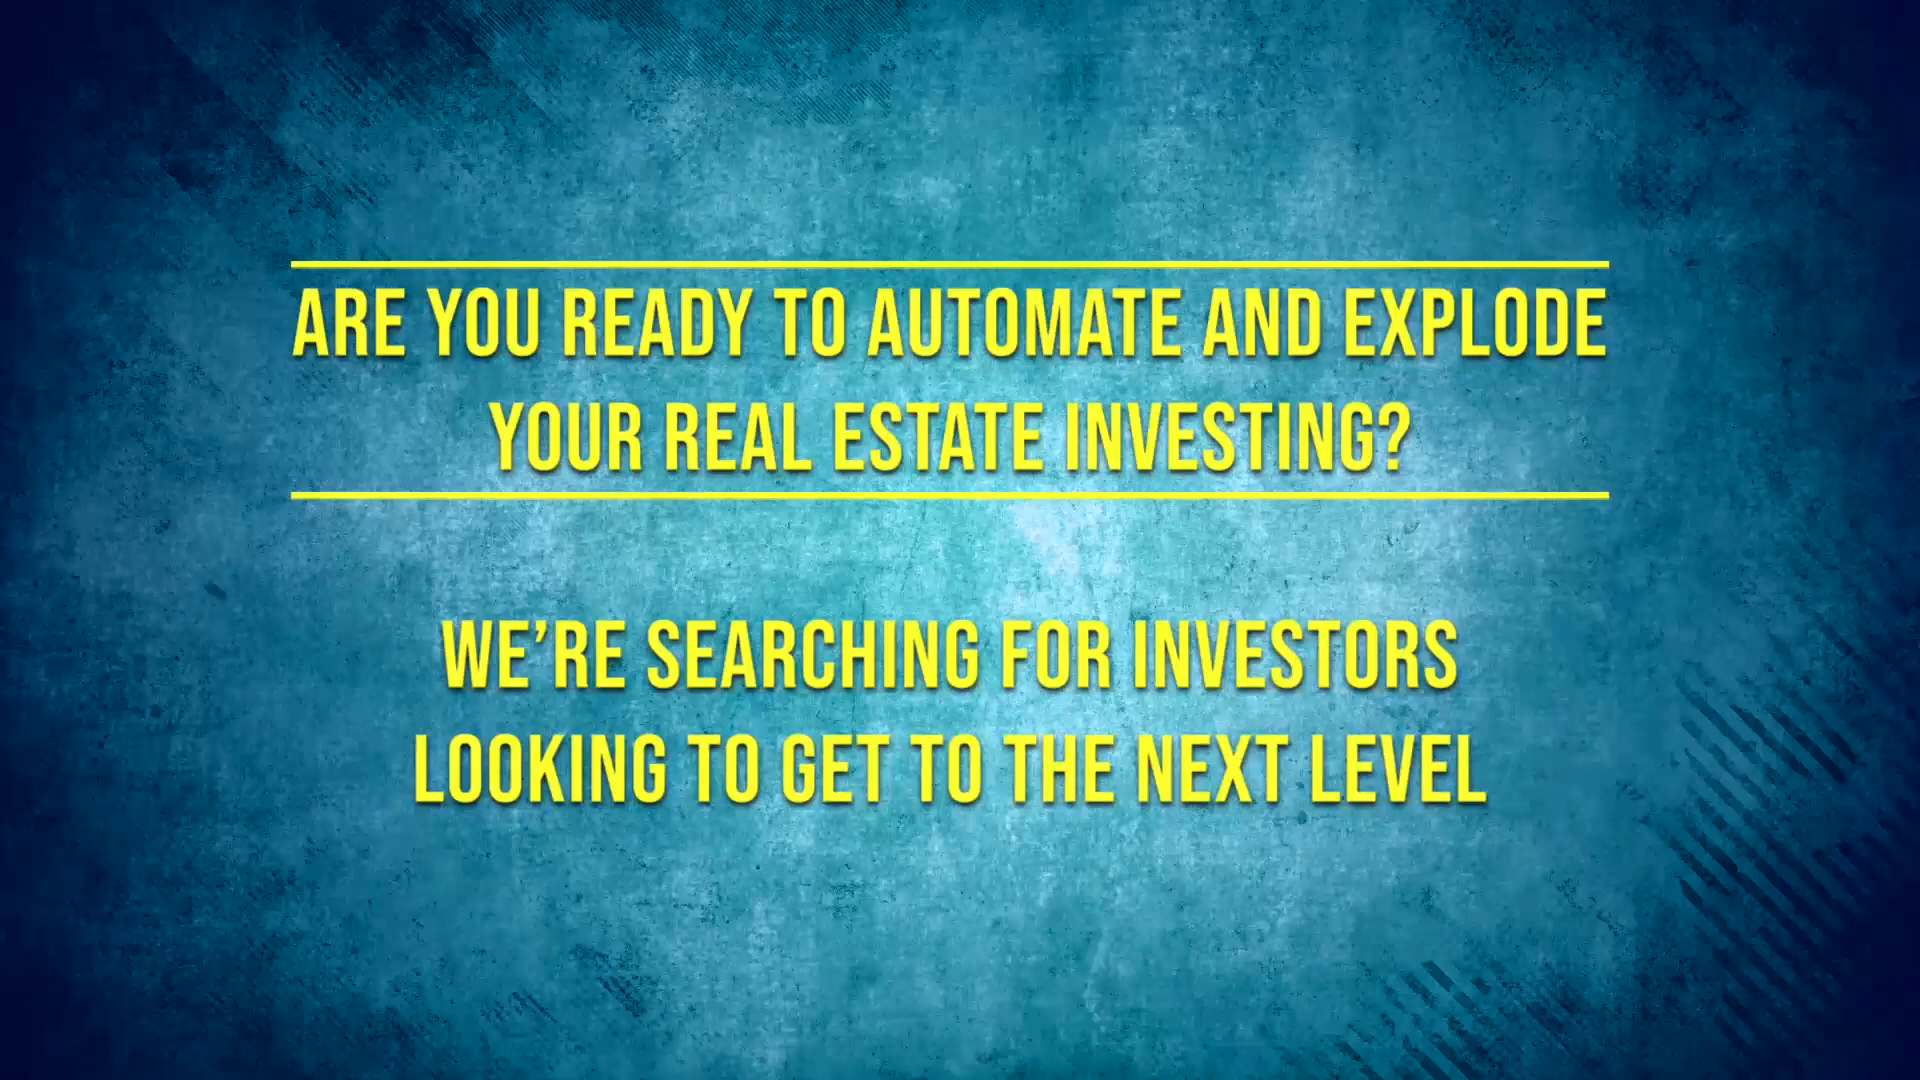 ARE YOU READY TO AUTOMATE AND EXPLODE
YOUR REAL ESTATE INVESTING?
WE’RE SEARCHING FOR INVESTORS
LOOKING TO GET TO THE NEXT LEVEL